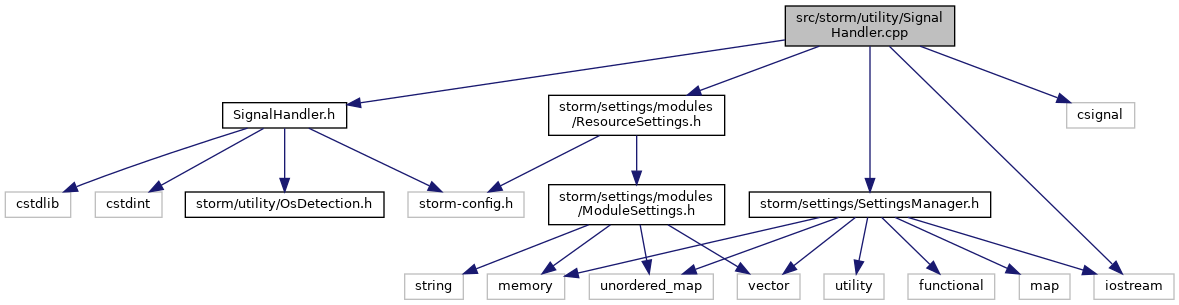 src/storm/utility/Signal
Handler.cpp
SignalHandler.h
storm/settings/modules
/ResourceSettings.h
csignal
cstdlib
cstdint
storm/utility/OsDetection.h
storm-config.h
storm/settings/modules
/ModuleSettings.h
storm/settings/SettingsManager.h
string
memory
unordered_map
vector
utility
functional
map
iostream